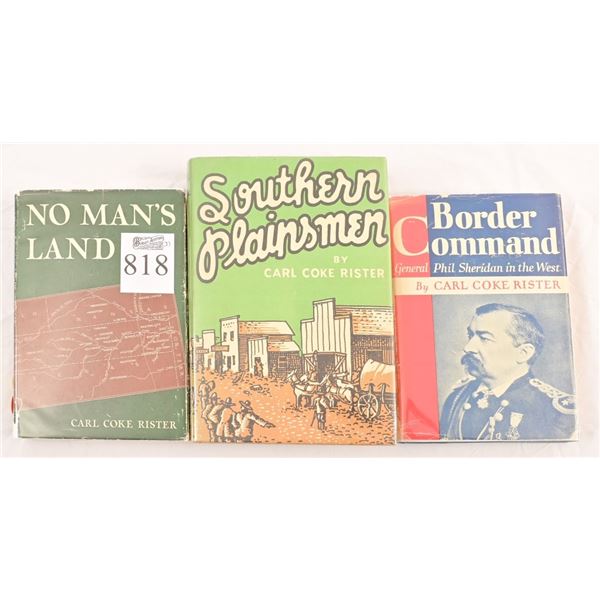 NO MAN'S
LAND
818
CARL COKE RISTER
Southern
Plainsmen
BY
CARL COKE RISTER
Border
Command
General Phil Sheridan in the West
By CARL COKE RISTER